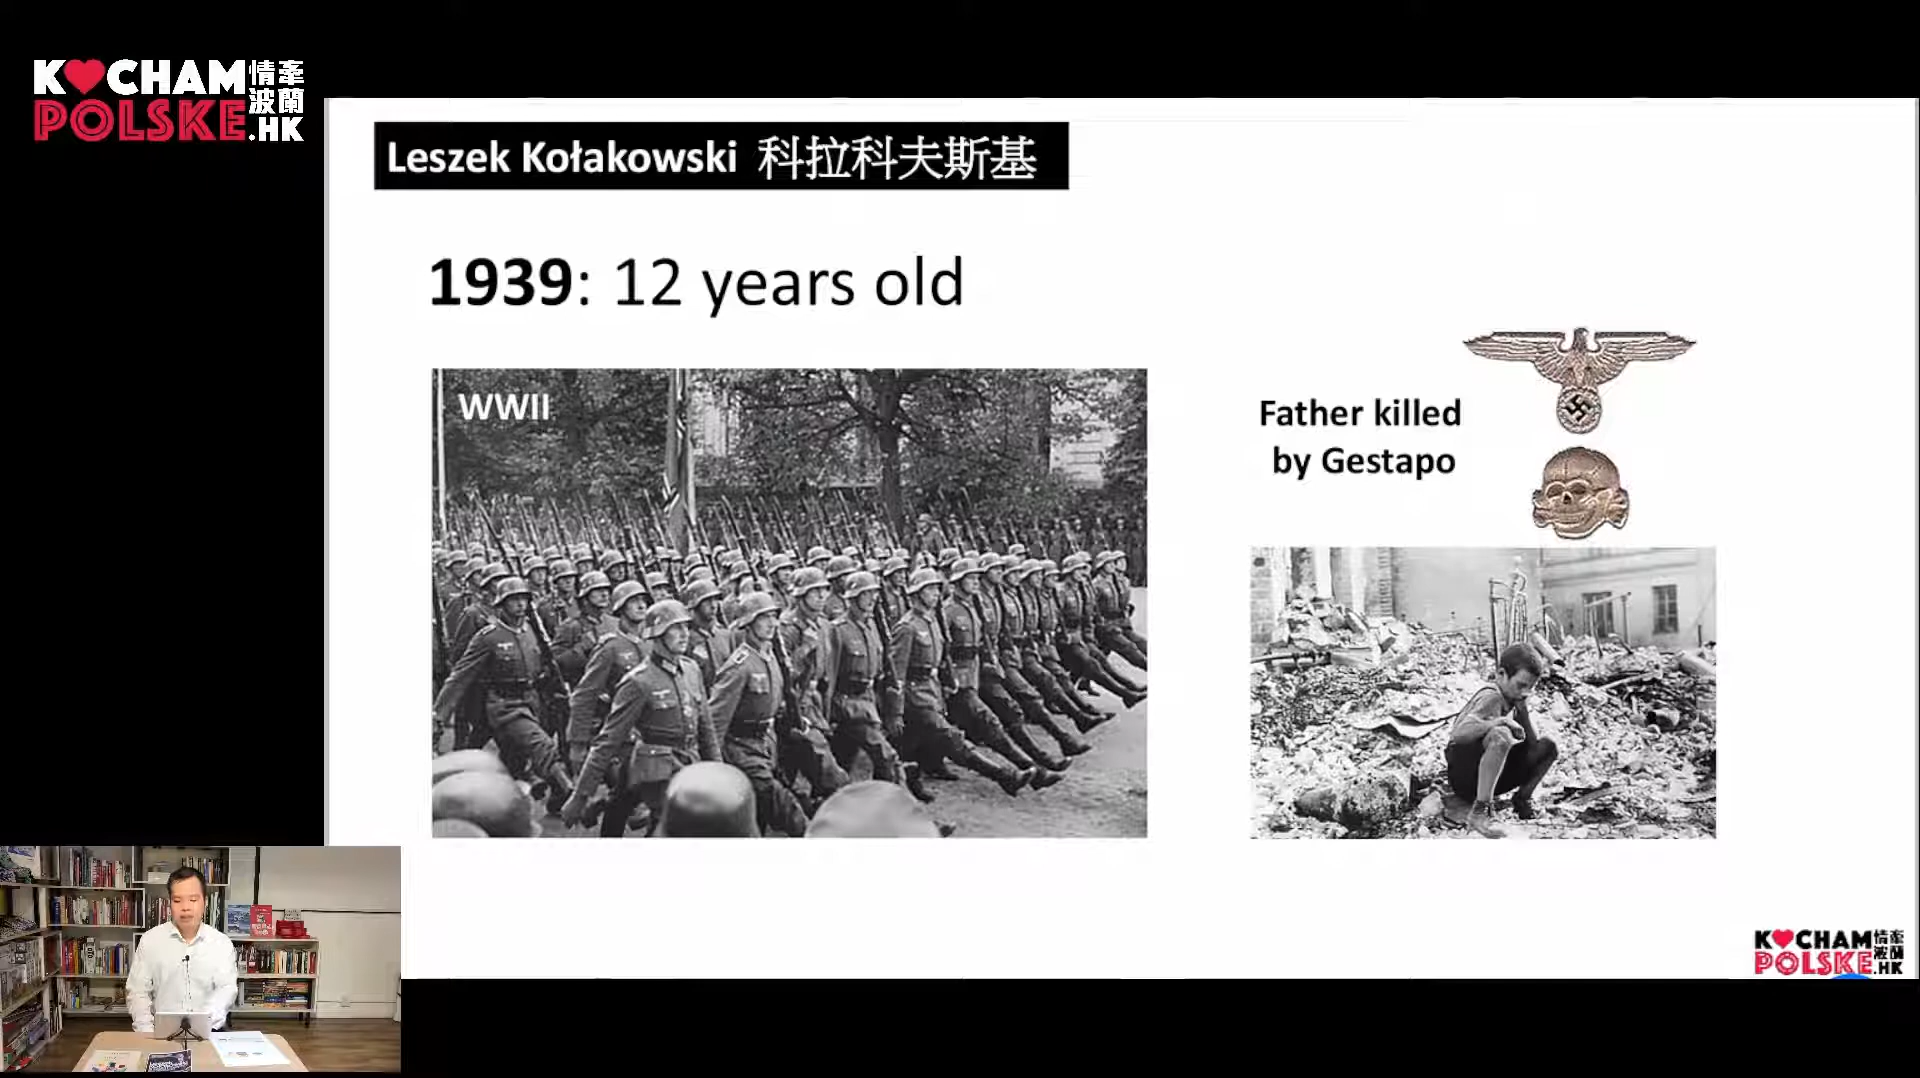 K CHAM 情牽
POLSKE 波蘭
.HK
Leszek Kołakowski 科拉科夫斯基
1939: 12 years old
WWII
Father killed
by Gestapo
K CHAM 情牽
POLSKE 波蘭
.HK